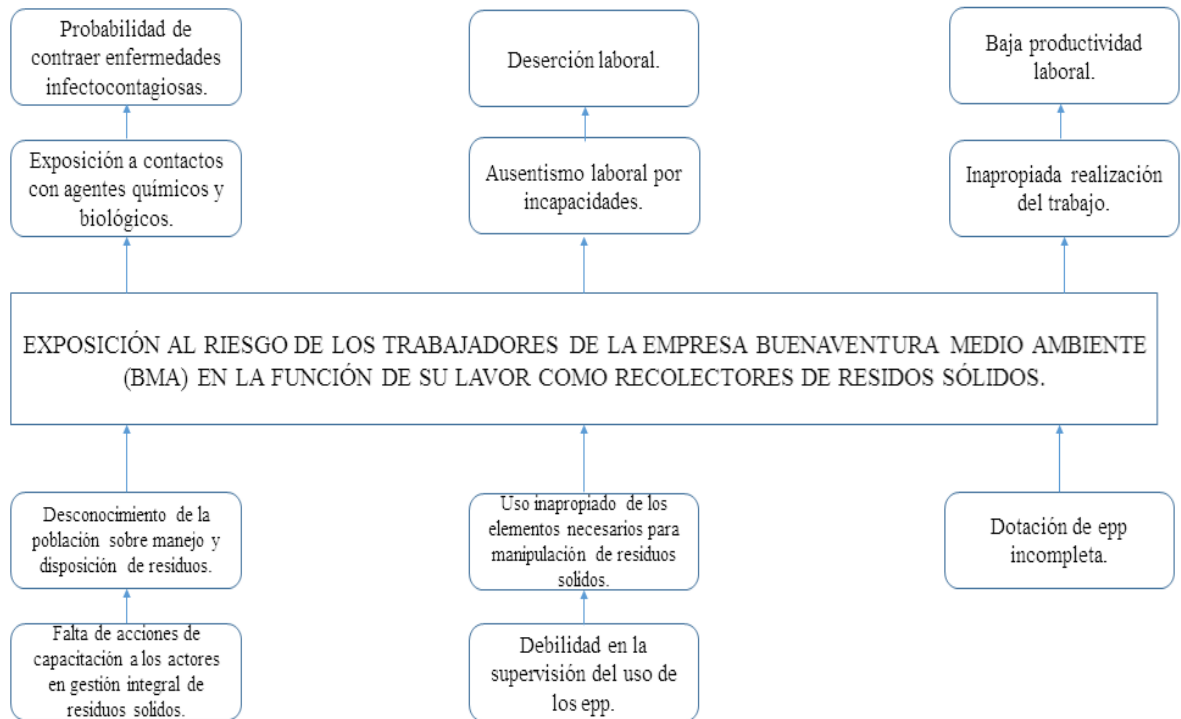 Probabilidad de
contraer enfermedades
infectocontagiosas.
Deserción laboral.
Baja productividad
laboral.
Exposición a contactos
con agentes químicos y
biológicos.
Ausentismo laboral por
incapacidades.
Inapropiada realización
del trabajo.
EXPOSICIÓN AL RIESGO DE LOS TRABAJADORES DE LA EMPRESA BUENAVENTURA MEDIO AMBIENTE
(BMA) EN LA FUNCIÓN DE SU LAVOR COMO RECOLECTORES DE RESIDOS SÓLIDOS.
Desconocimiento de la
población sobre manejo y
disposición de residuos.
Uso inapropiado de los
elementos necesarios para
manipulación de residuos
solidos.
Dotación de epp
incompleta.
Falta de acciones de
capacitación a los actores
en gestión integral de
residuos solidos.
Debilidad en la
supervisión del uso de
los epp.